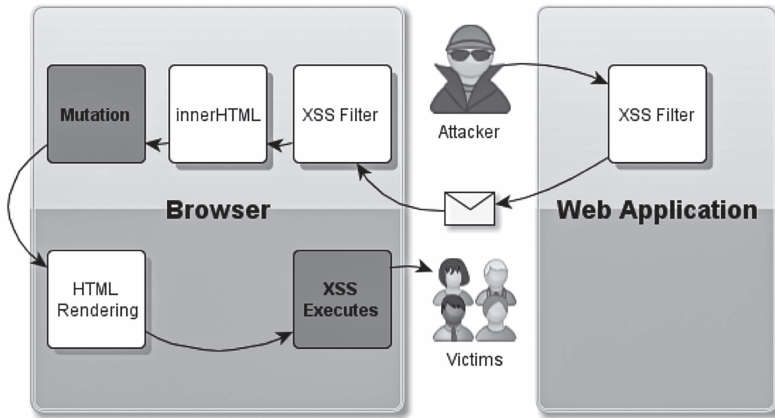 Mutation
innerHTML
XSS Filter
Attacker
XSS Filter
Browser
Web Application
HTML
Rendering
XSS
Executes
Victims